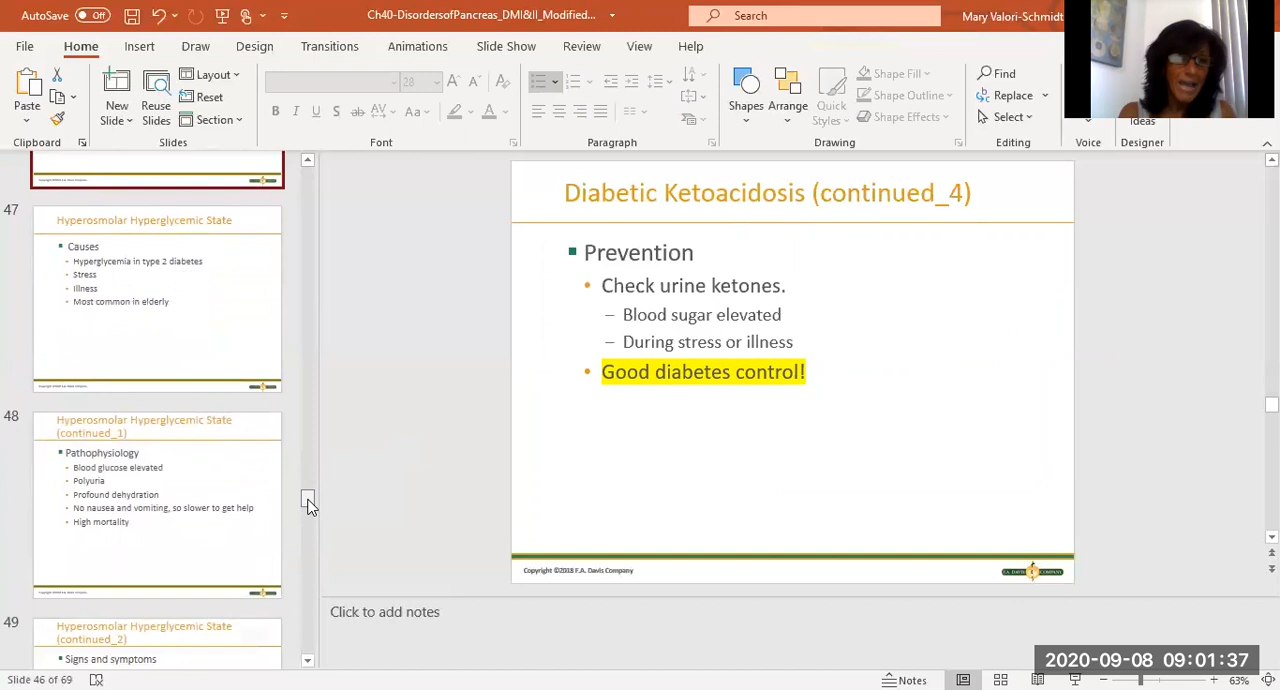 AutoSave Off
Ch40-DisordersofPancreas_DMI&II_Modified...
Search
Mary Valori-Schmidt
File Home Insert Draw Design Transitions Animations Slide Show Review View Help
Paste
Clipboard
New Slide
Reuse Slides
Layout
Reset
Section
Slides
28
B I U S ab AV Aa A
Font
Paragraph
Shapes
Arrange
Quick Styles
Shape Fill
Shape Outline
Shape Effects
Drawing
Find
Replace
Select
Editing
Voice
Ideas
Designer
47
Hyperosmolar Hyperglycemic State
Causes
Hyperglycemia in type 2 diabetes
Stress
Illness
Most common in elderly
48
Hyperosmolar Hyperglycemic State
(continued_1)
Pathophysiology
Blood glucose elevated
Polyuria
Profound dehydration
No nausea and vomiting, so slower to get help
High mortality
49
Hyperosmolar Hyperglycemic State
(continued_2)
Signs and symptoms
Diabetic Ketoacidosis (continued_4)
Prevention
Check urine ketones.
– Blood sugar elevated
– During stress or illness
Good diabetes control!
Copyright ©2018 F.A. Davis Company
F.A. DAVIS COMPANY
Click to add notes
2020-09-08 09:01:37
Slide 46 of 69
Notes
63%